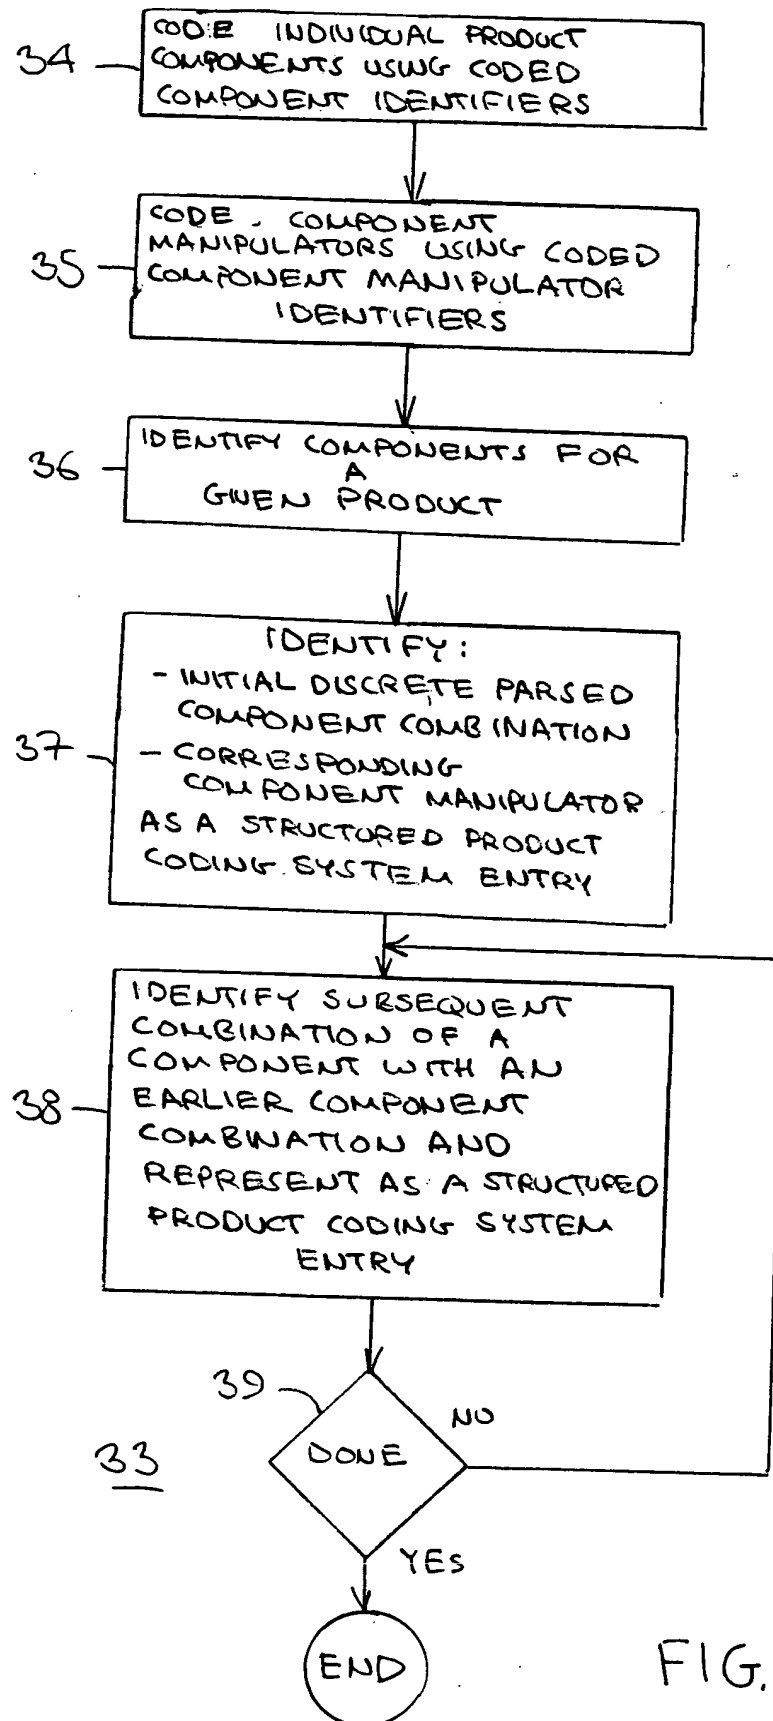 34
CODE INDIVIDUAL PRODUCT
COMPONENTS USING CODED
COMPONENT IDENTIFIERS
35
CODE COMPONENT
MANIPULATORS USING CODED
COMPONENT MANIPULATOR
IDENTIFIERS
36
IDENTIFY COMPONENTS FOR
A
GIVEN PRODUCT
37
IDENTIFY:
- INITIAL DISCRETE PARSED
COMPONENT COMBINATION
- CORRESPONDING
COMPONENT MANIPULATOR
AS A STRUCTURED PRODUCT
CODING SYSTEM ENTRY
38
IDENTIFY SUBSEQUENT
COMBINATION OF A
COMPONENT WITH AN
EARLIER COMPONENT
COMBINATION AND
REPRESENT AS A STRUCTURED
PRODUCT CODING SYSTEM
ENTRY
39
DONE
NO
33
YES
END
FIG.